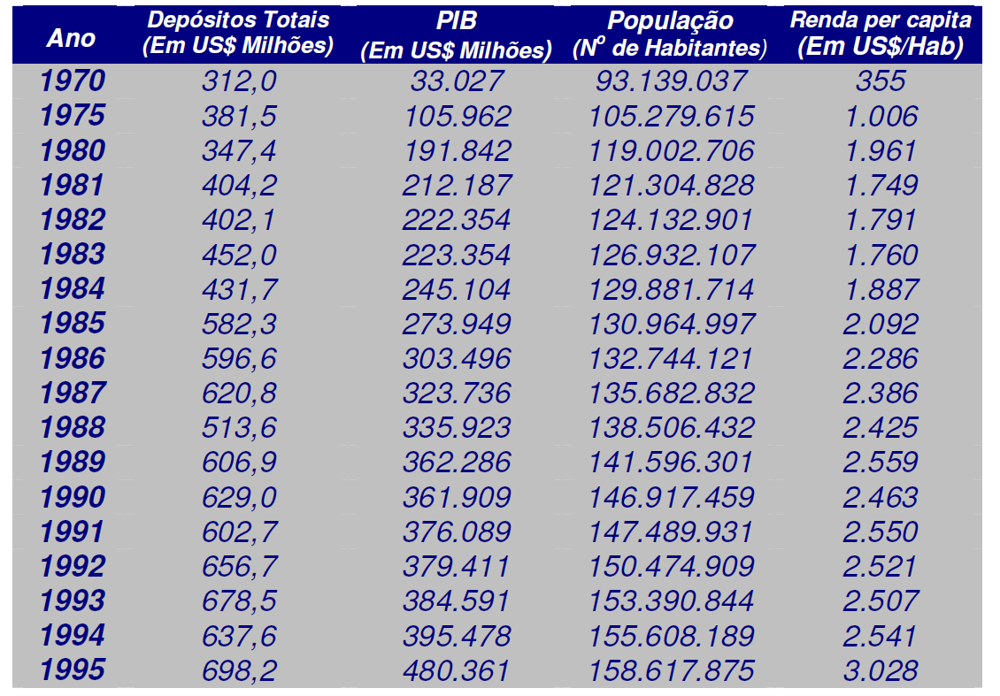 Ano Depósitos Totais (Em US$ Milhões) PIB (Em US$ Milhões) População (Nº de Habitantes) Renda per capita (Em US$/Hab)
1970 312,0 33.027 93.139.037 355
1975 381,5 105.962 105.279.615 1.006
1980 347,4 191.842 119.002.706 1.961
1981 404,2 212.187 121.304.828 1.749
1982 402,1 222.354 124.132.901 1.791
1983 452,0 223.354 126.932.107 1.760
1984 431,7 245.104 129.881.714 1.887
1985 582,3 273.949 130.964.997 2.092
1986 596,6 303.496 132.744.121 2.286
1987 620,8 323.736 135.682.832 2.386
1988 513,6 335.923 138.506.432 2.425
1989 606,9 362.286 141.596.301 2.559
1990 629,0 361.909 146.917.459 2.463
1991 602,7 376.089 147.489.931 2.550
1992 656,7 379.411 150.474.909 2.521
1993 678,5 384.591 153.390.844 2.507
1994 637,6 395.478 155.608.189 2.541
1995 698,2 480.361 158.617.875 3.028